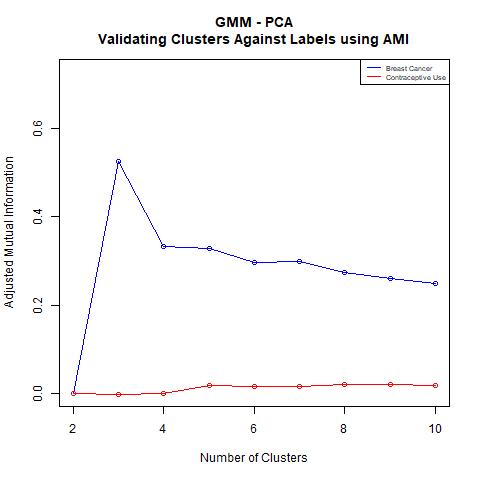 GMM - PCA
Validating Clusters Against Labels using AMI
Breast Cancer
Contraceptive Use
Adjusted Mutual Information
0.6
0.4
0.2
0.0
2 4 6 8 10
Number of Clusters